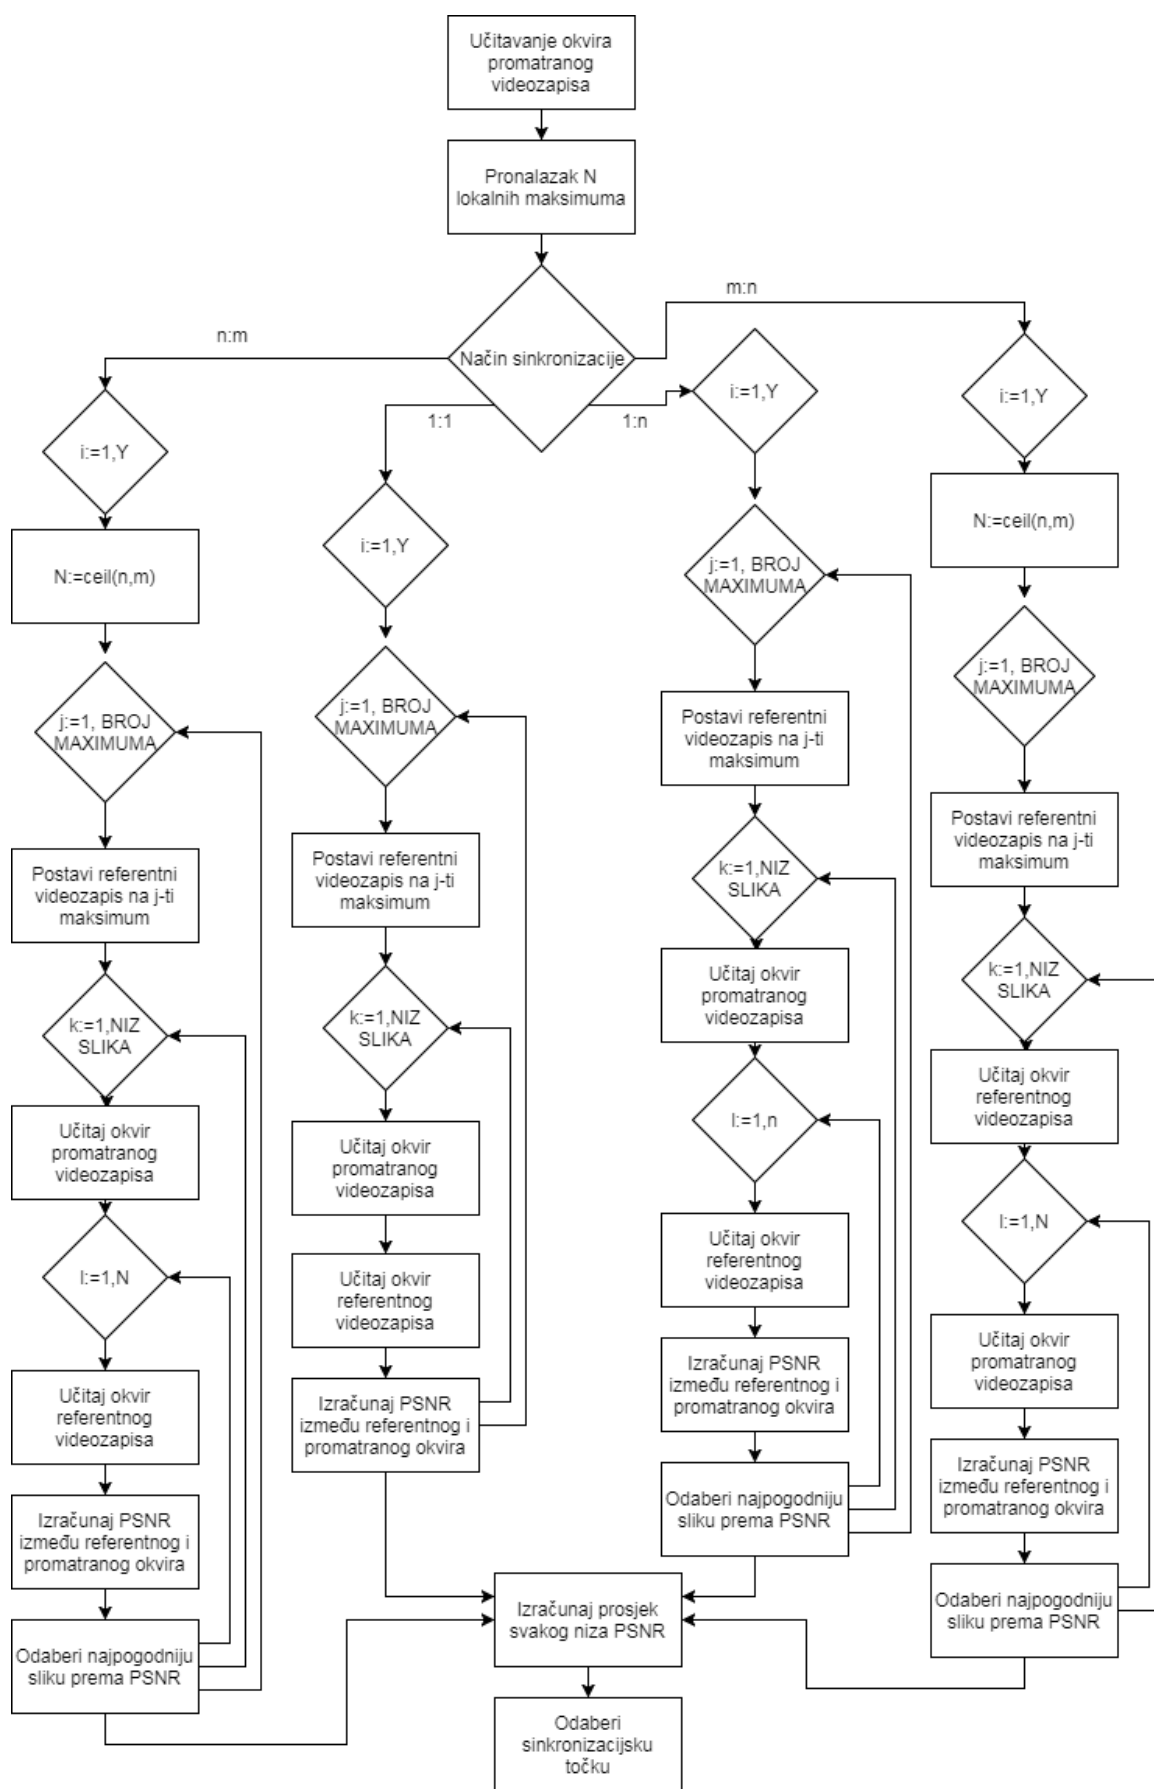 Učitavanje okvira
promatranog
videozapisa
Pronalazak N
lokalnih maksimuma
Način sinkronizacije
n:m
1:1
1:n
m:n
i:=1,Y
N:=ceil(n,m)
j:=1, BROJ
MAXIMUMA
Postavi referentni
videozapis na j-ti
maksimum
k:=1,NIZ
SLIKA
Učitaj okvir
promatranog
videozapisa
l:=1,N
Učitaj okvir
referentnog
videozapisa
Izračunaj PSNR
između referentnog i
promatranog okvira
Odaberi najpogodniju
sliku prema PSNR
i:=1,Y
j:=1, BROJ
MAXIMUMA
Postavi referentni
videozapis na j-ti
maksimum
k:=1,NIZ
SLIKA
Učitaj okvir
promatranog
videozapisa
Učitaj okvir
referentnog
videozapisa
Izračunaj PSNR
između referentnog i
promatranog okvira
i:=1,Y
j:=1, BROJ
MAXIMUMA
Postavi referentni
videozapis na j-ti
maksimum
k:=1,NIZ
SLIKA
Učitaj okvir
promatranog
videozapisa
l:=1,n
Učitaj okvir
referentnog
videozapisa
Izračunaj PSNR
između referentnog i
promatranog okvira
Odaberi najpogodniju
sliku prema PSNR
i:=1,Y
N:=ceil(n,m)
j:=1, BROJ
MAXIMUMA
Postavi referentni
videozapis na j-ti
maksimum
k:=1,NIZ
SLIKA
Učitaj okvir
referentnog
videozapisa
l:=1,N
Učitaj okvir
promatranog
videozapisa
Izračunaj PSNR
između referentnog i
promatranog okvira
Odaberi najpogodniju
sliku prema PSNR
Izračunaj prosjek
svakog niza PSNR
Odaberi
sinkronizacijsku
točku